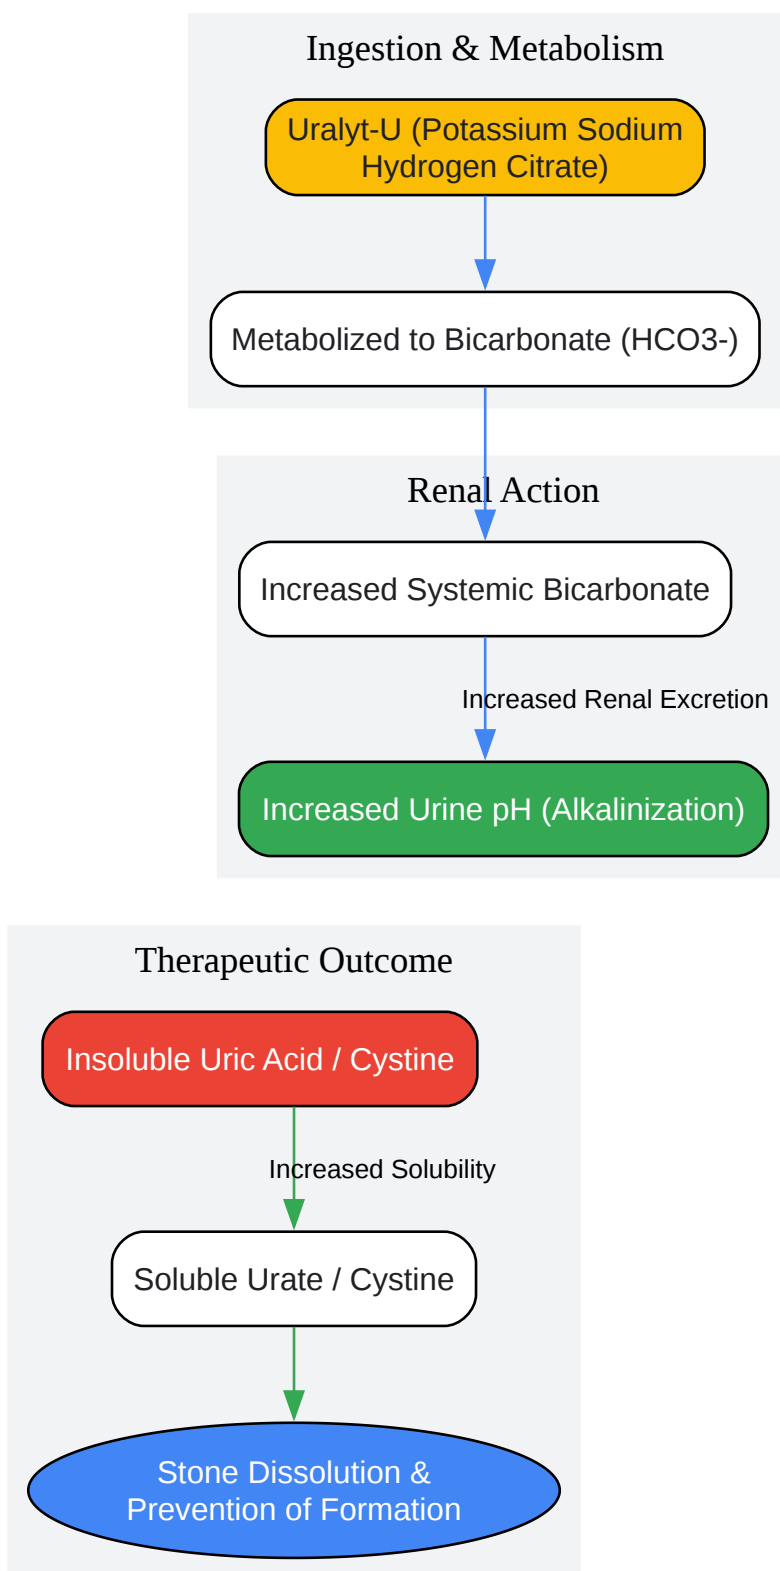 Ingestion & Metabolism
Uralyt-U (Potassium Sodium
Hydrogen Citrate)
Metabolized to Bicarbonate (HCO3-)
Renal Action
Increased Systemic Bicarbonate
Increased Renal Excretion
Increased Urine pH (Alkalinization)
Therapeutic Outcome
Insoluble Uric Acid / Cystine
Increased Solubility
Soluble Urate / Cystine
Stone Dissolution &
Prevention of Formation